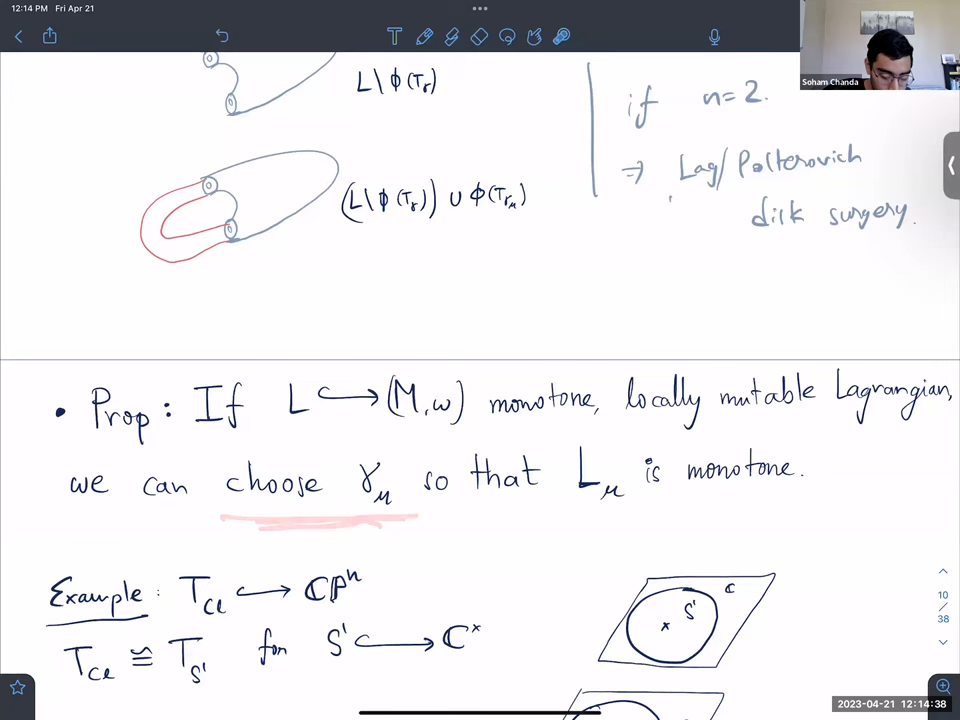 12:14 PM Fri Apr 21
Soham Chanda
L\ϕ(T_γ)
(L\ϕ(T_γ)) ∪ ϕ(T_{γ_μ})
if n=2.
⇒ Lag/Polterovich
disk surgery.
• Prop: If L ↪ (M,ω) monotone, locally mutable Lagrangian,
we can choose γ_μ so that L_μ is monotone.
Example: T_{Cl} ↪ ℂP^n
T_{Cl} ≅ T_{S^1} for S^1 ↪ ℂ^×
ℂ
S^1
×
10
/
38
2023-04-21 12:14:38